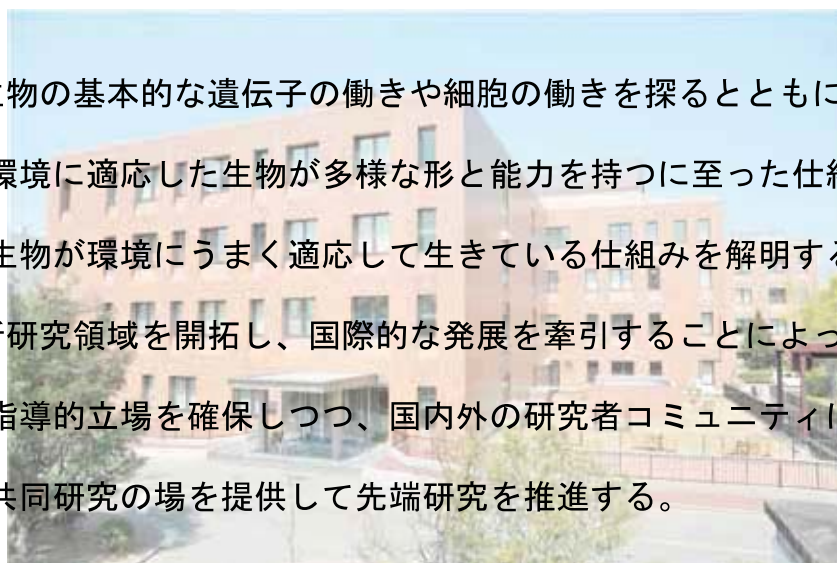 物の基本的な遺伝子の働きや細胞の働きを探るとともに
環境に適応した生物が多様な形と能力を持つに至った仕組
生物が環境にうまく適応して生きている仕組みを解明する
研究領域を開拓し、国際的な発展を牽引することによっ
指導的立場を確保しつつ、国内外の研究者コミュニティに
共同研究の場を提供して先端研究を推進する。